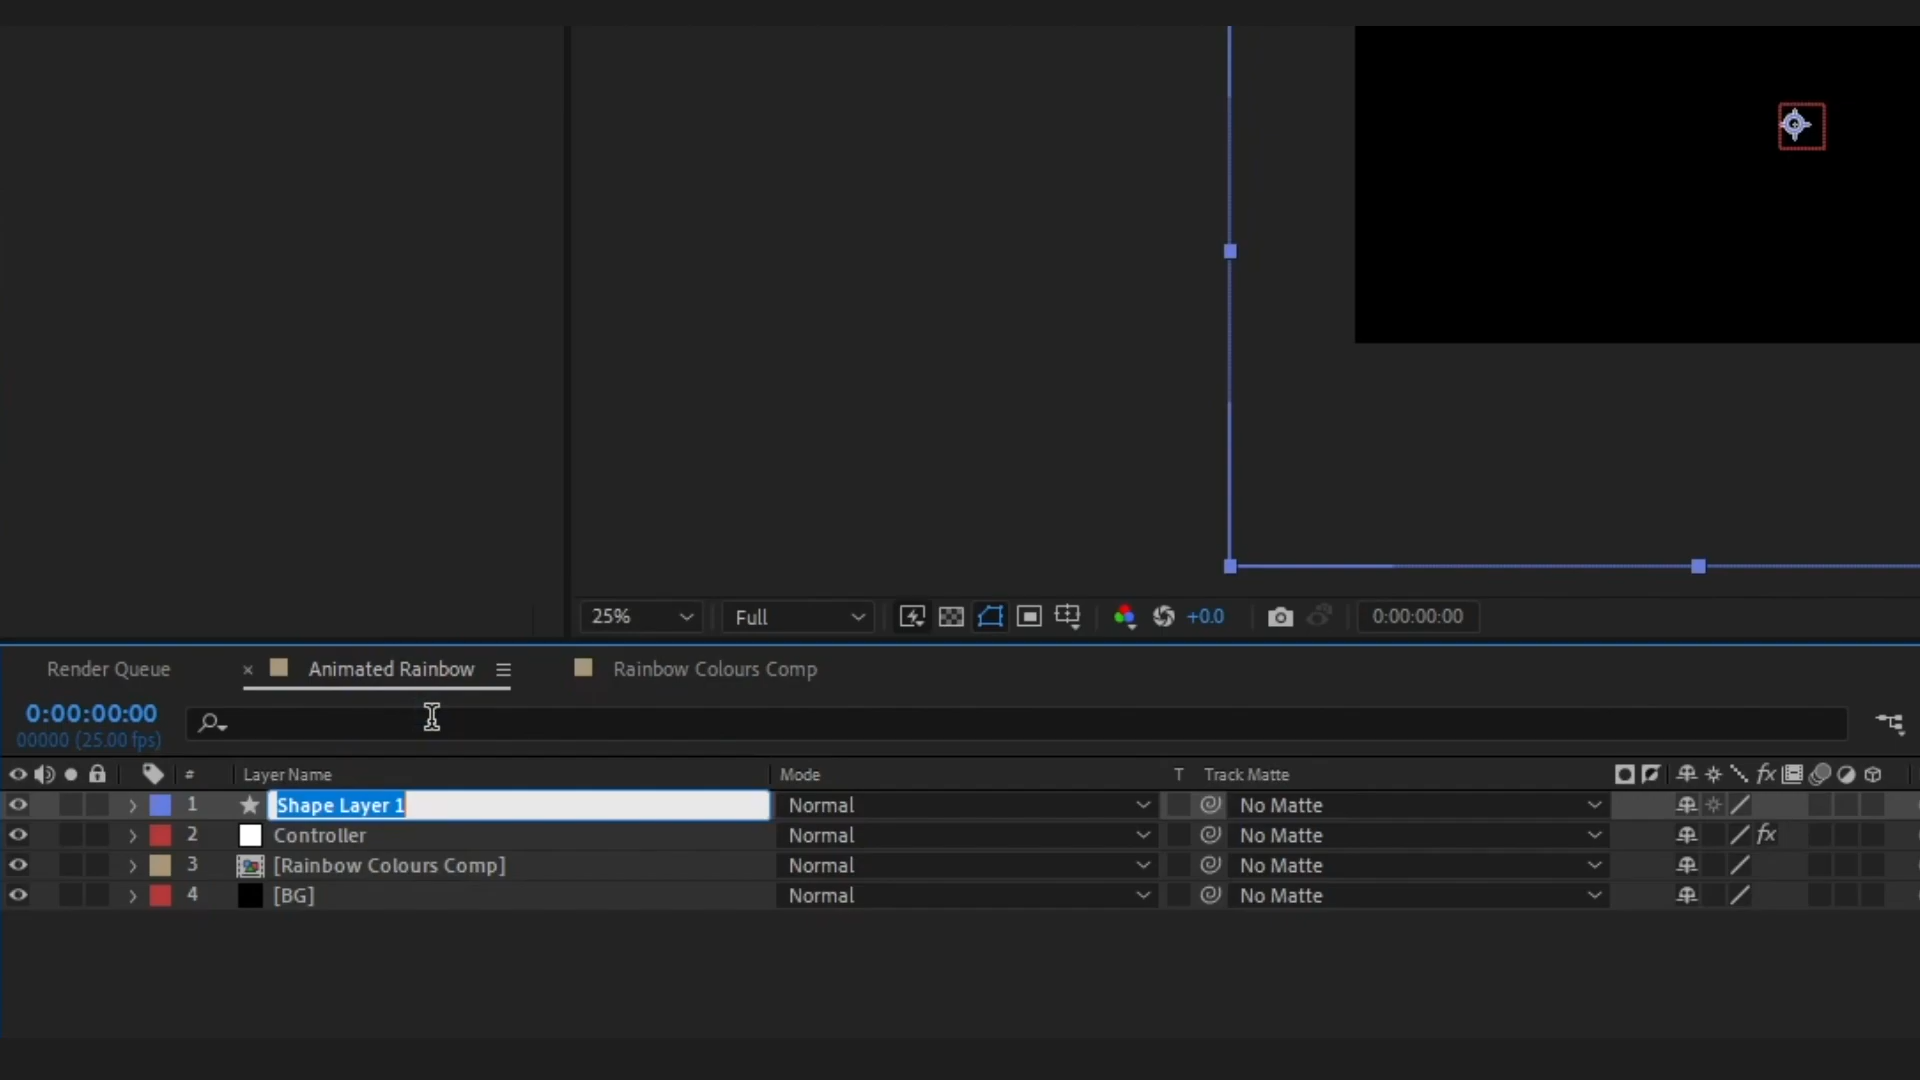 25% Full +0.0 0:00:00:00
Render Queue × Animated Rainbow Rainbow Colours Comp
0:00:00:00
00000 (25.00 fps)
# Layer Name Mode T Track Matte fx
1 Shape Layer 1 Normal No Matte
2 Controller Normal No Matte fx
3 [Rainbow Colours Comp] Normal No Matte
4 [BG] Normal No Matte